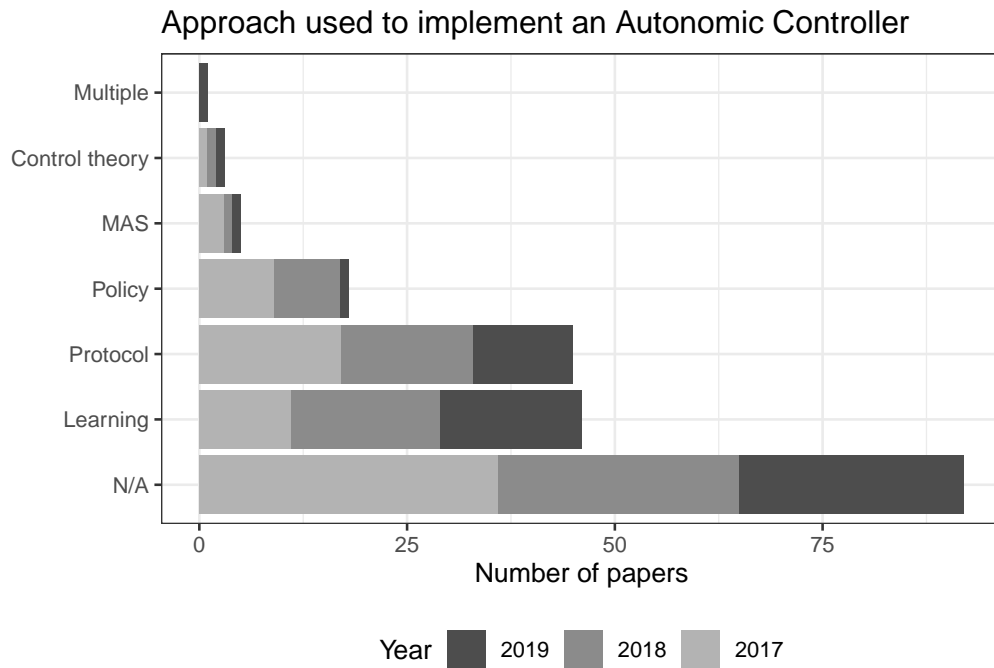 Approach used to implement an Autonomic Controller
Multiple
Control theory
MAS
Policy
Protocol
Learning
N/A
0 25 50 75
Number of papers
Year 2019 2018 2017